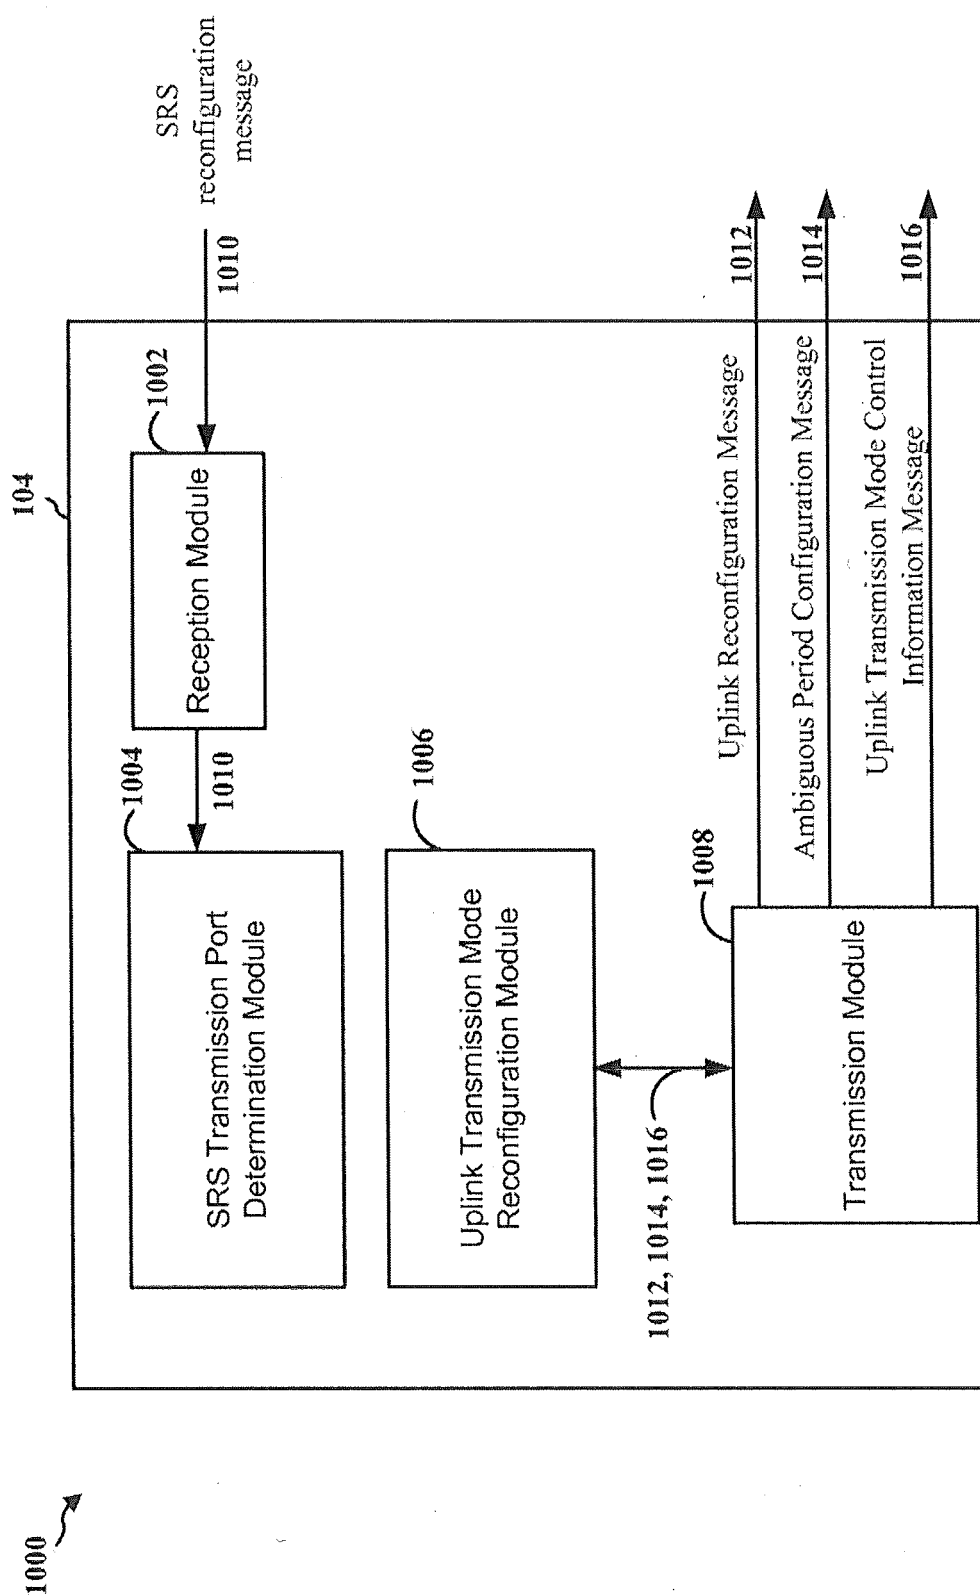 1000
104
SRS
reconfiguration
message
1010
1002
Reception Module
1010
1004
SRS Transmission Port
Determination Module
1006
Uplink Transmission Mode
Reconfiguration Module
1012, 1014, 1016
1008
Transmission Module
Uplink Reconfiguration Message
1012
Ambiguous Period Configuration Message
1014
Uplink Transmission Mode Control
Information Message
1016